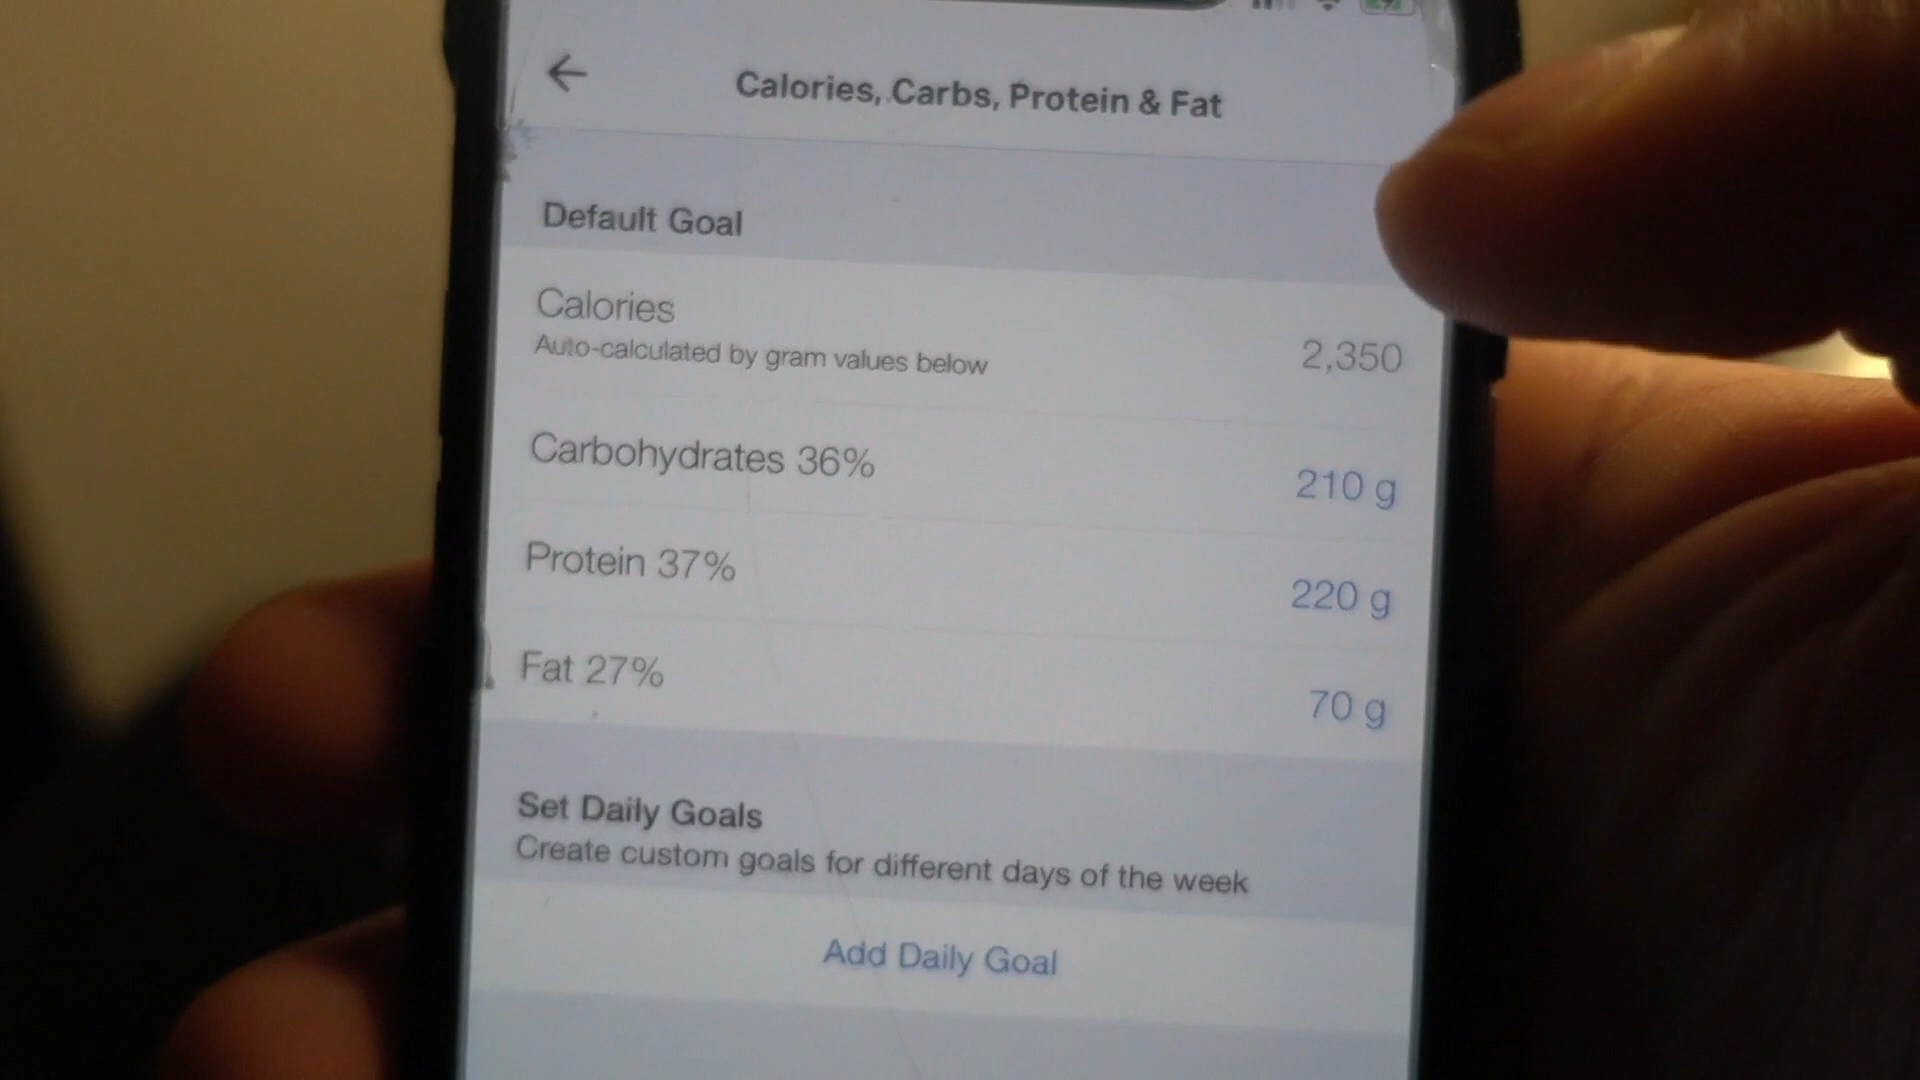 Calories, Carbs, Protein & Fat
Default Goal
Calories
Auto-calculated by gram values below
2,350
Carbohydrates 36%
210 g
Protein 37%
220 g
Fat 27%
70 g
Set Daily Goals
Create custom goals for different days of the week
Add Daily Goal